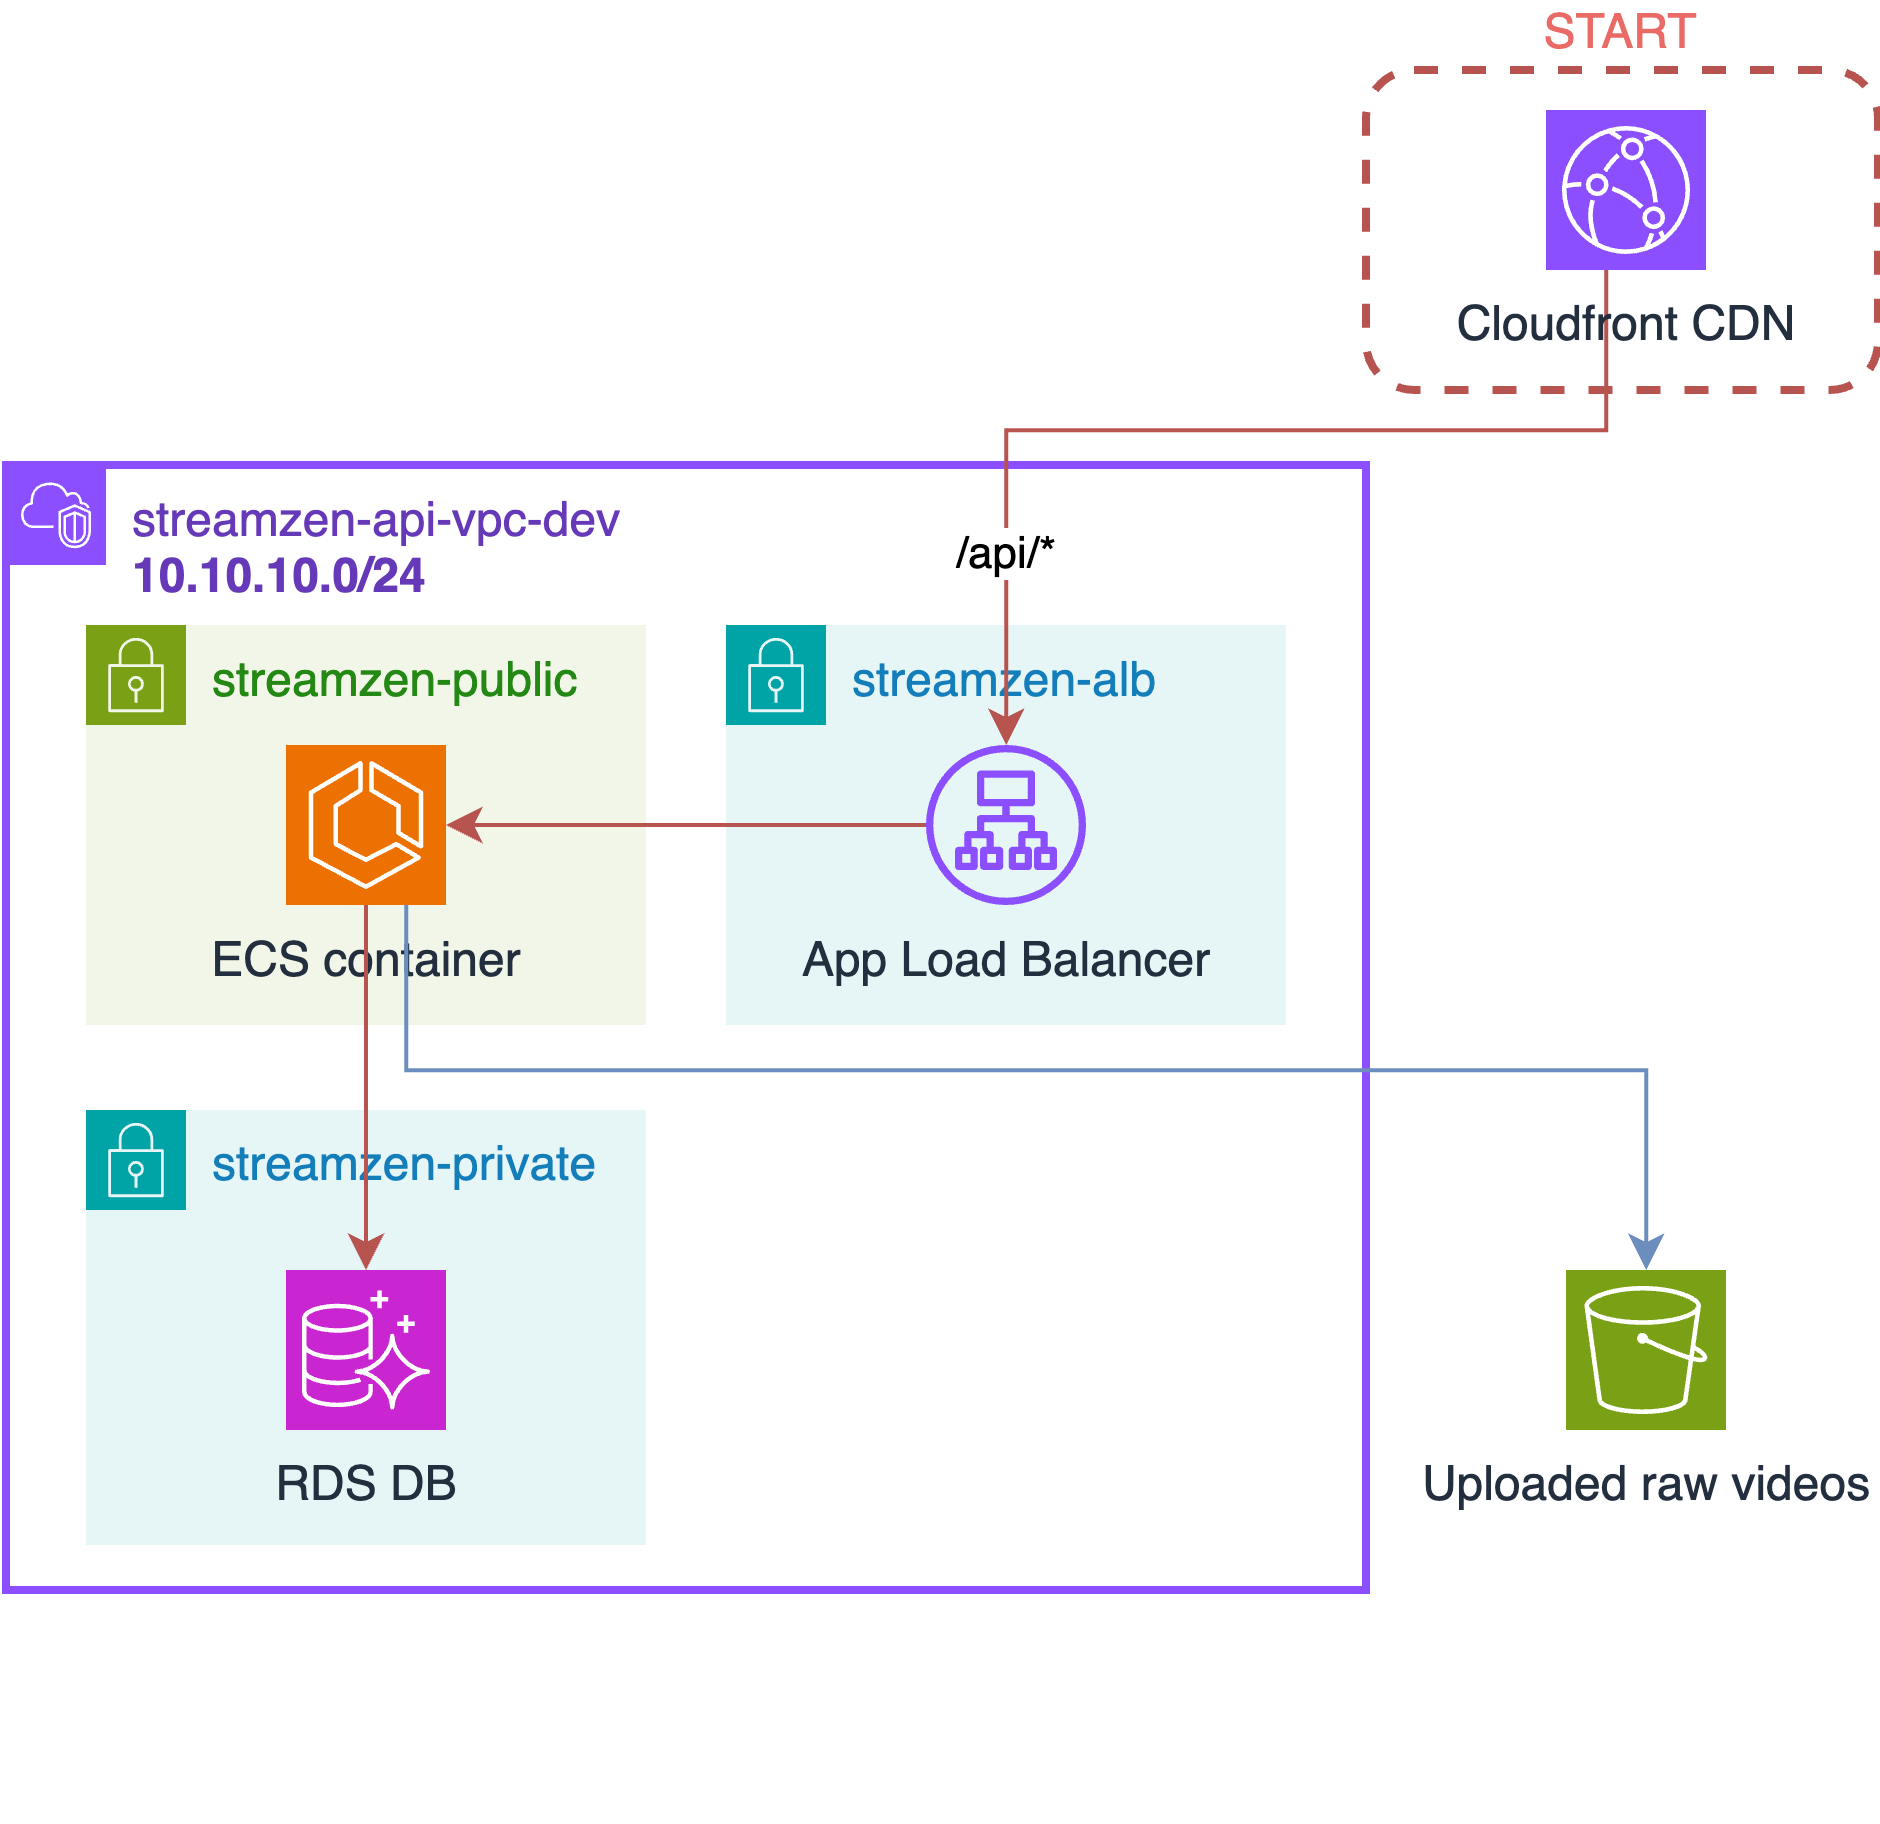 START
Cloudfront CDN
streamzen-api-vpc-dev
10.10.10.0/24
/api/*
streamzen-public
streamzen-alb
ECS container
App Load Balancer
streamzen-private
RDS DB
Uploaded raw videos